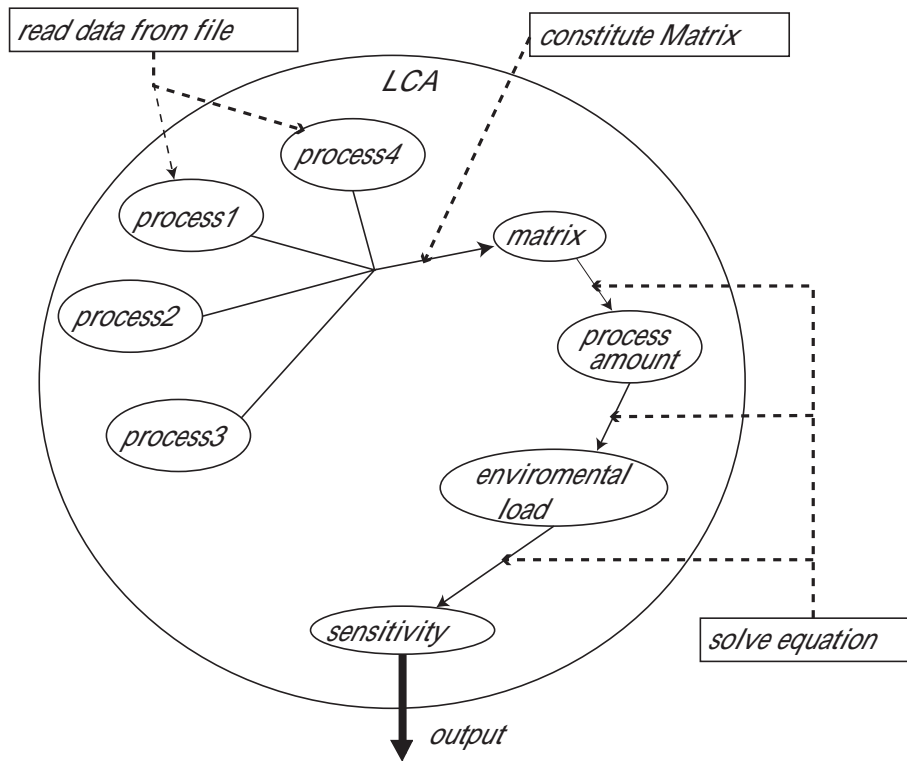 read data from file
constitute Matrix
LCA
process4
process1
matrix
process2
process
amount
process3
enviromental
load
sensitivity
solve equation
output